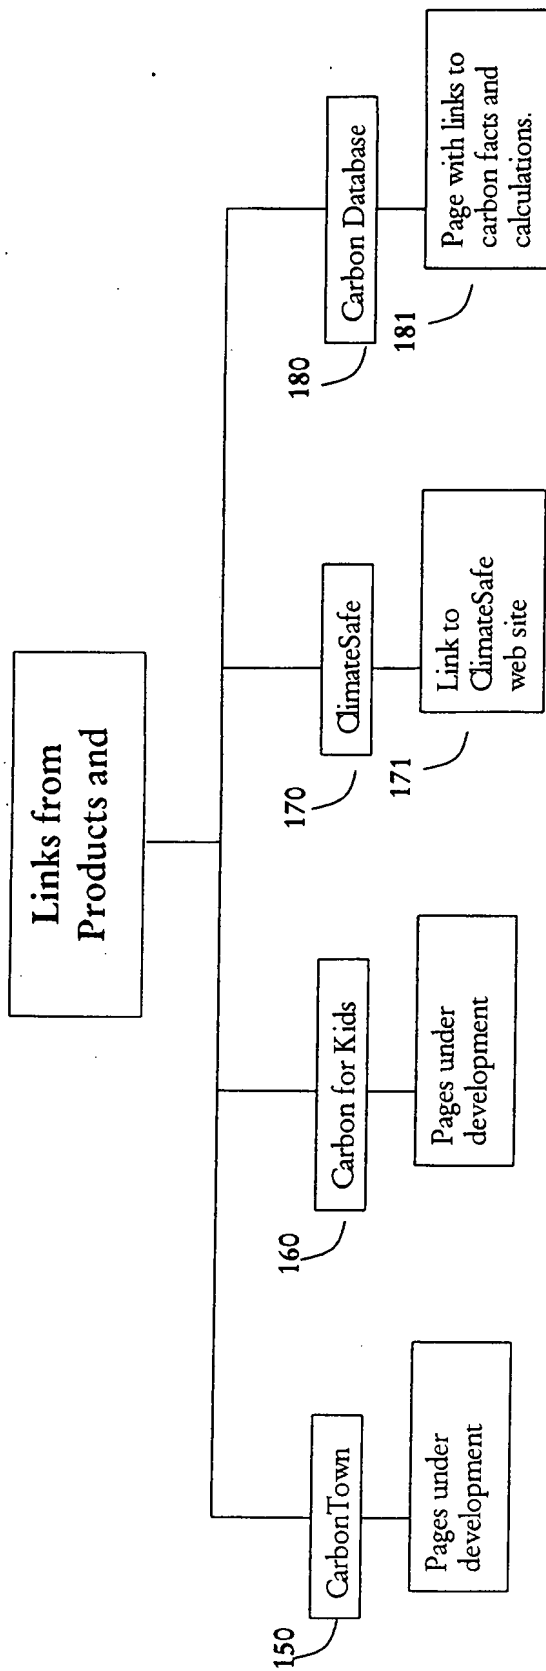 Links from
Products and
150
CarbonTown
Pages under
development
160
Carbon for Kids
Pages under
development
170
ClimateSafe
171
Link to
ClimateSafe
web site
180
Carbon Database
181
Page with links to
carbon facts and
calculations.